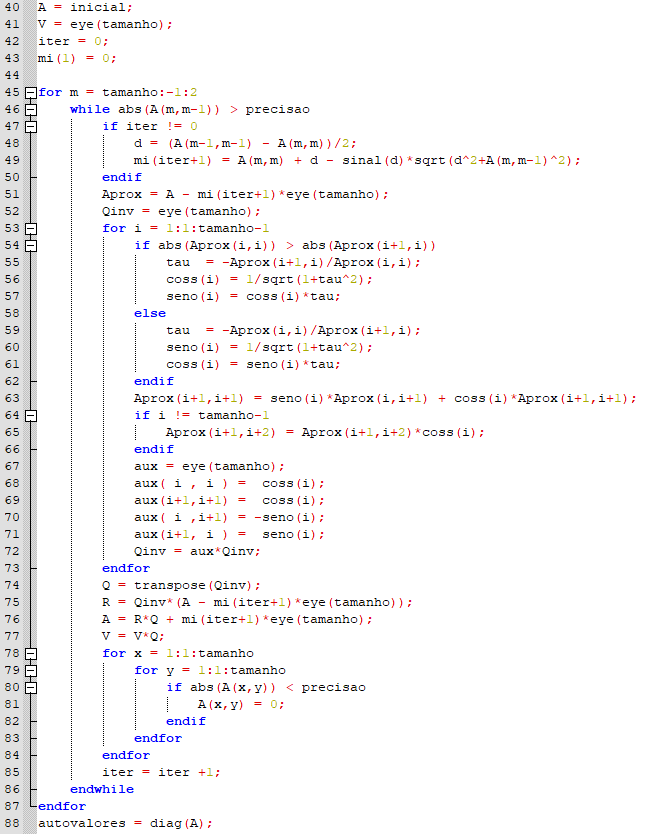 40 A = inicial;
41 V = eye(tamanho);
42 iter = 0;
43 mi(1) = 0;
44
45 for m = tamanho:-1:2
46 while abs(A(m,m-1)) > precisao
47 if iter != 0
48 d = (A(m-1,m-1) - A(m,m))/2;
49 mi(iter+1) = A(m,m) + d - sinal(d)*sqrt(d^2+A(m,m-1)^2);
50 endif
51 Aprox = A - mi(iter+1)*eye(tamanho);
52 Qinv = eye(tamanho);
53 for i = 1:1:tamanho-1
54 if abs(Aprox(i,i)) > abs(Aprox(i+1,i))
55 tau  = -Aprox(i+1,i)/Aprox(i,i);
56 coss(i) = 1/sqrt(1+tau^2);
57 seno(i) = coss(i)*tau;
58 else
59 tau  = -Aprox(i,i)/Aprox(i+1,i);
60 seno(i) = 1/sqrt(1+tau^2);
61 coss(i) = seno(i)*tau;
62 endif
63 Aprox(i+1,i+1) = seno(i)*Aprox(i,i+1) + coss(i)*Aprox(i+1,i+1);
64 if i != tamanho-1
65 Aprox(i+1,i+2) = Aprox(i+1,i+2)*coss(i);
66 endif
67 aux = eye(tamanho);
68 aux( i , i ) =  coss(i);
69 aux(i+1,i+1) =  coss(i);
70 aux( i ,i+1) = -seno(i);
71 aux(i+1, i ) =  seno(i);
72 Qinv = aux*Qinv;
73 endfor
74 Q = transpose(Qinv);
75 R = Qinv*(A - mi(iter+1)*eye(tamanho));
76 A = R*Q + mi(iter+1)*eye(tamanho);
77 V = V*Q;
78 for x = 1:1:tamanho
79 for y = 1:1:tamanho
80 if abs(A(x,y)) < precisao
81 A(x,y) = 0;
82 endif
83 endfor
84 endfor
85 iter = iter +1;
86 endwhile
87 endfor
88 autovalores = diag(A);